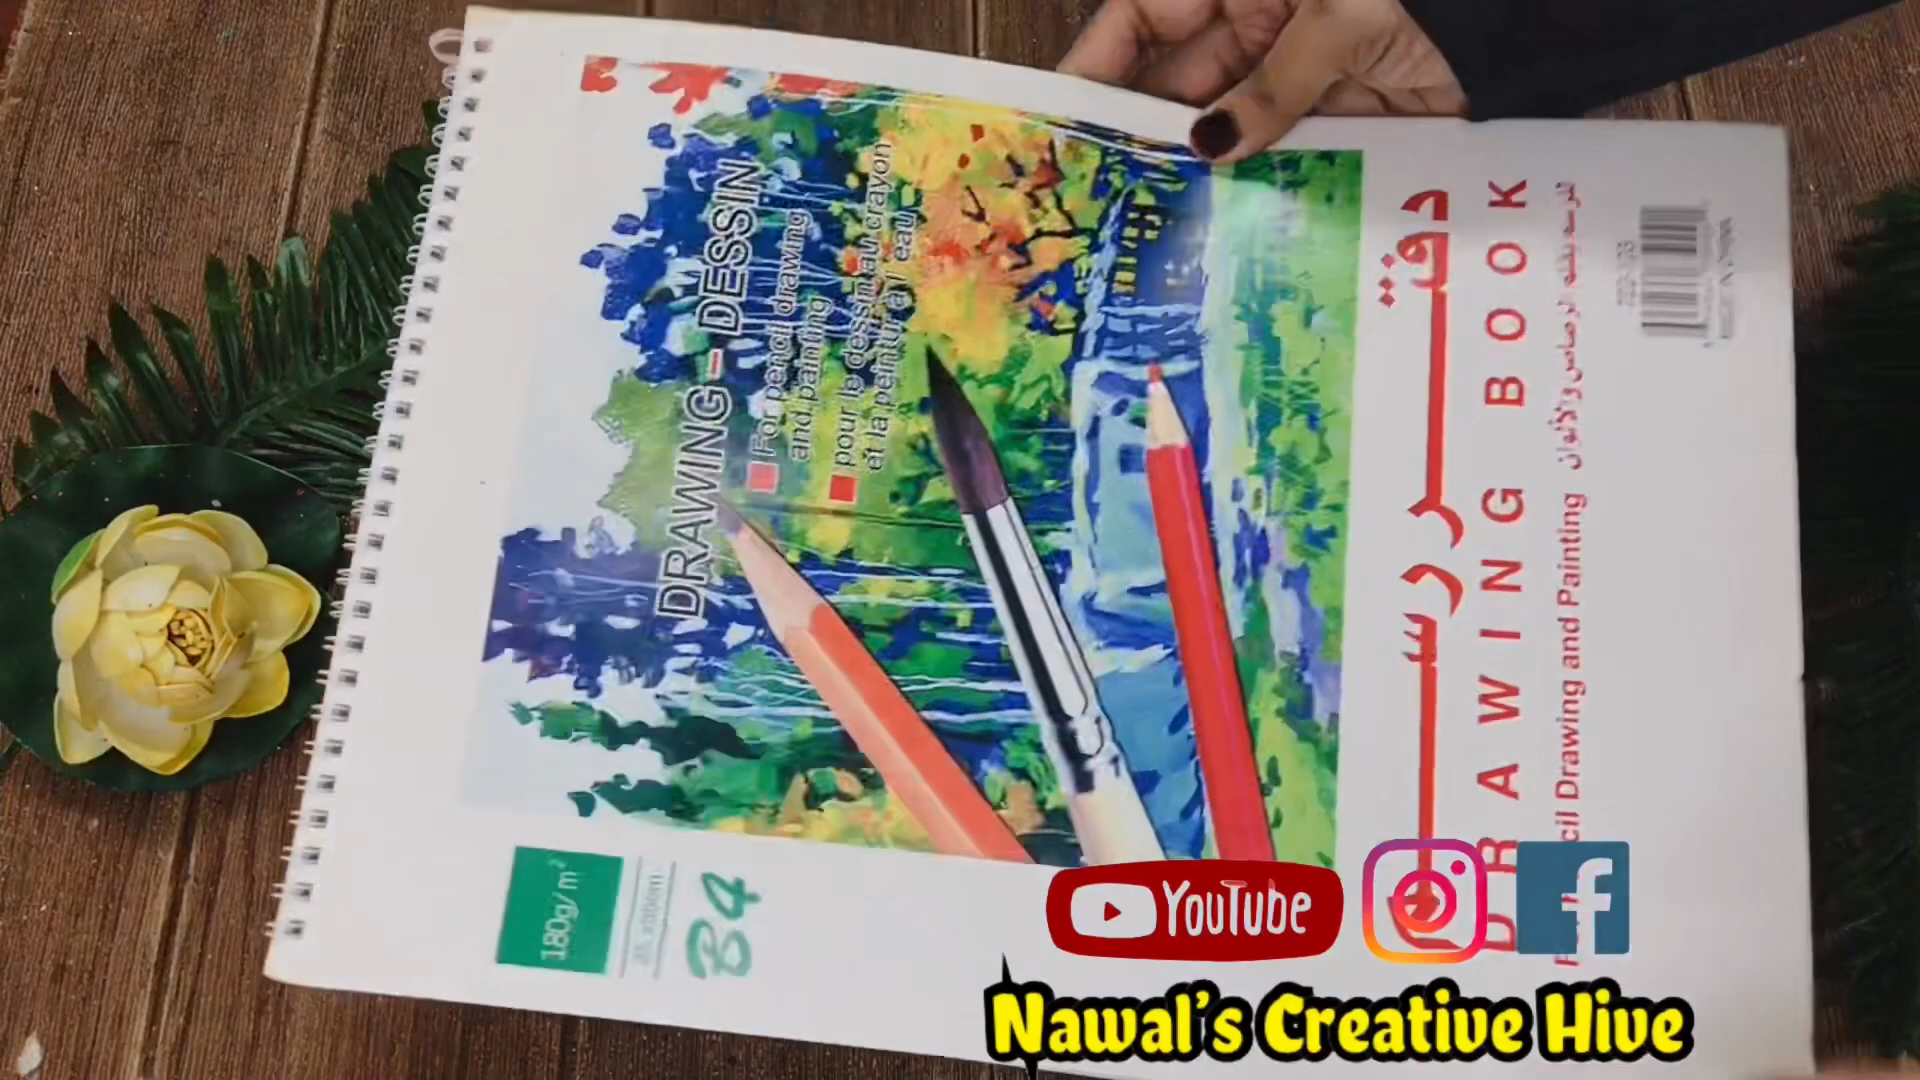 DRAWING - DESSIN
For pencil drawing
and painting
pour le dessin au crayon
et la peinture à l'eau
دفتر رسم
DRAWING BOOK
cil Drawing and Painting
للرسم بقلم الرصاص والألوان
180g/m²
B4
YouTube
f
Nawal's Creative Hive